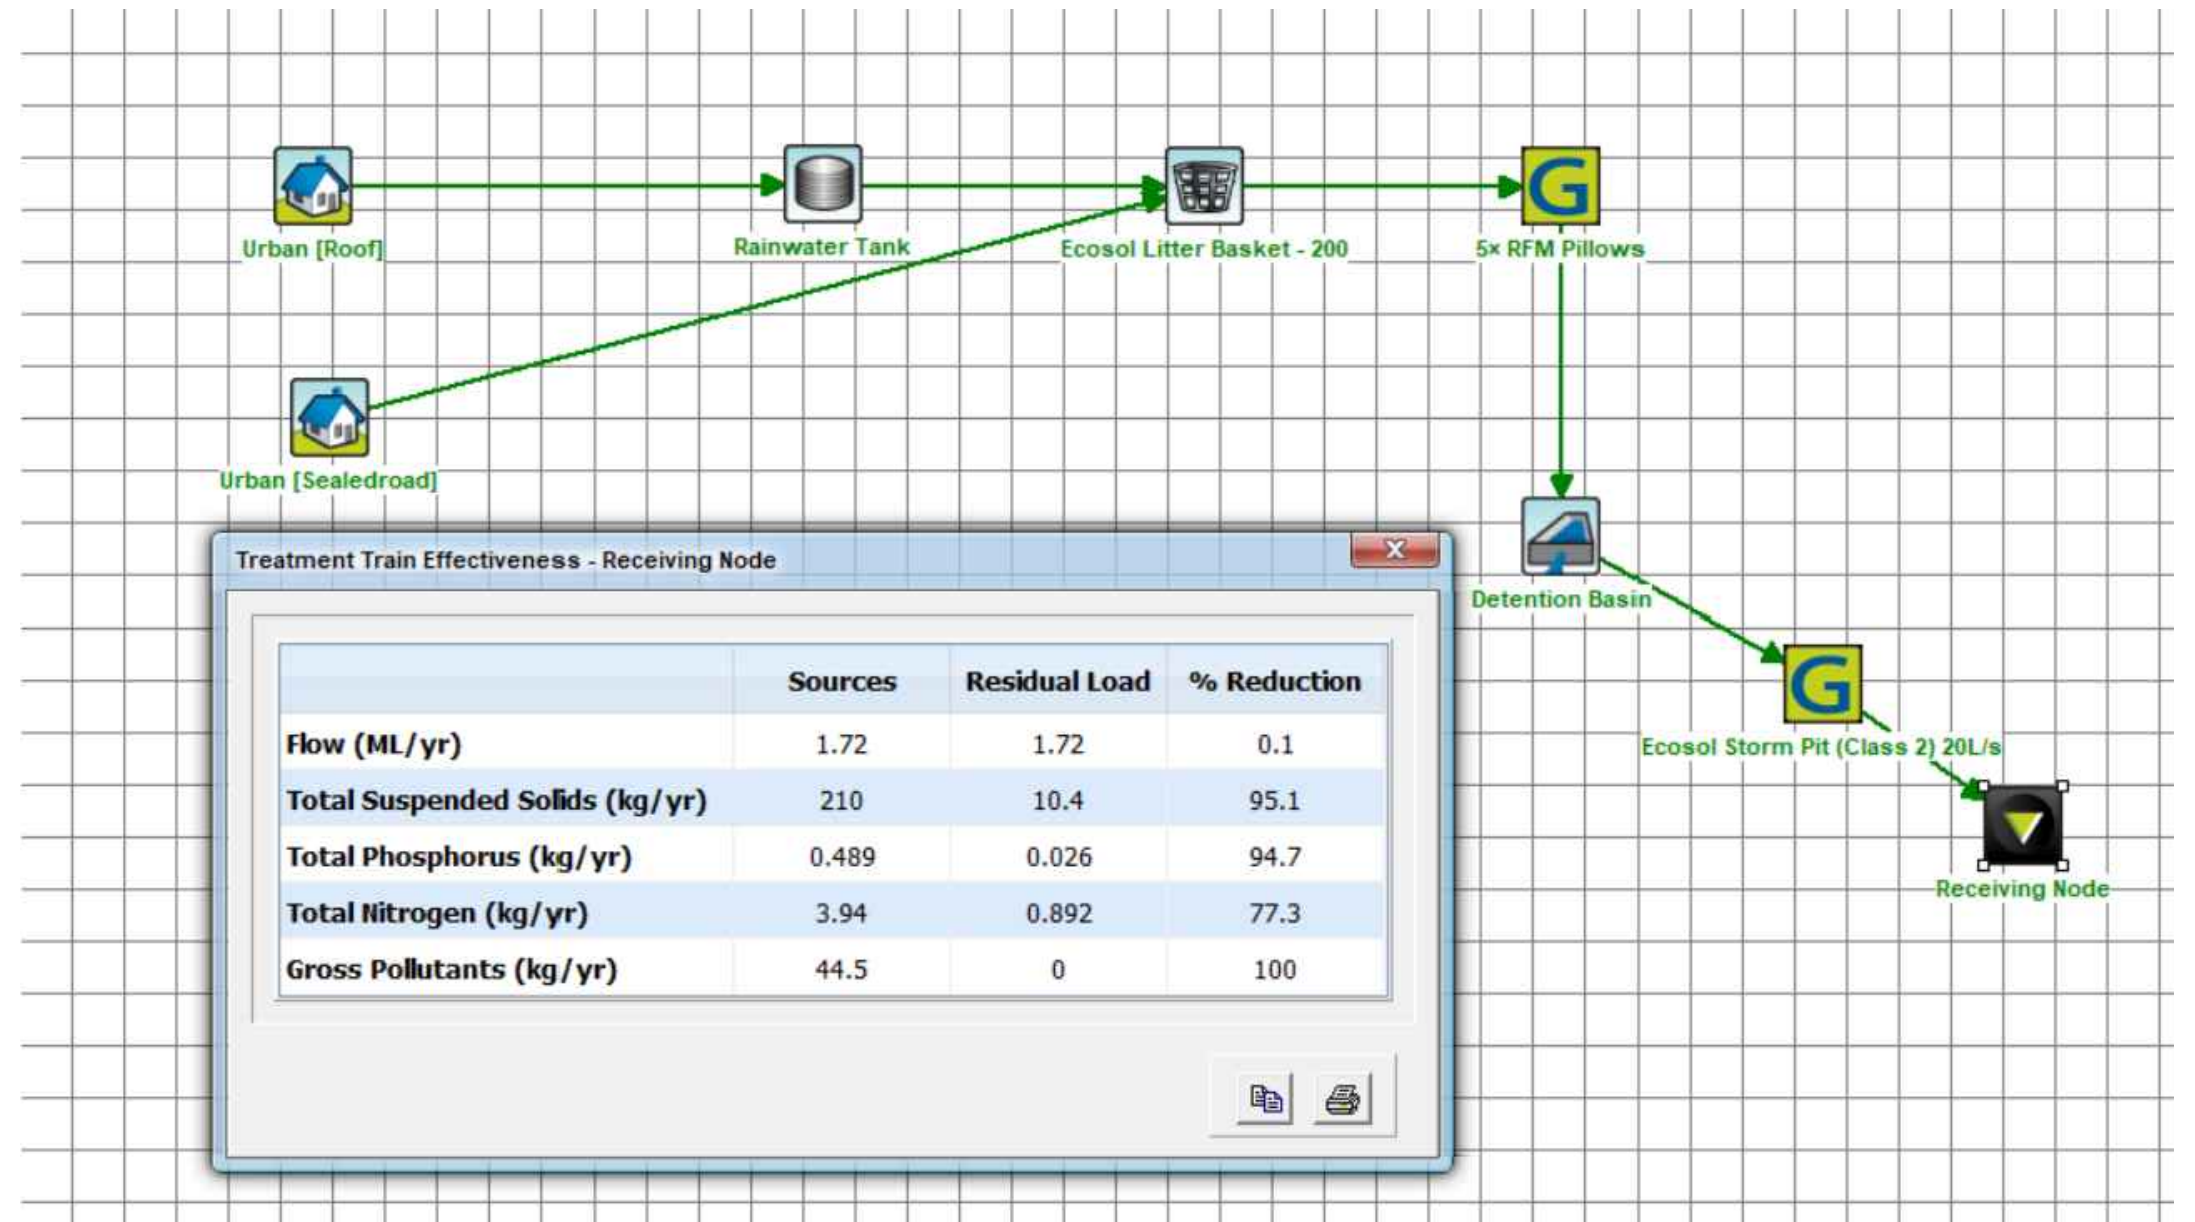 Urban [Roof]
Rainwater Tank
Ecosol Litter Basket - 200
5× RFM Pillows
Urban [Sealedroad]
Detention Basin
Ecosol Storm Pit (Class 2) 20L/s
Receiving Node
Treatment Train Effectiveness - Receiving Node
Sources Residual Load % Reduction
Flow (ML/yr) 1.72 1.72 0.1
Total Suspended Solids (kg/yr) 210 10.4 95.1
Total Phosphorus (kg/yr) 0.489 0.026 94.7
Total Nitrogen (kg/yr) 3.94 0.892 77.3
Gross Pollutants (kg/yr) 44.5 0 100